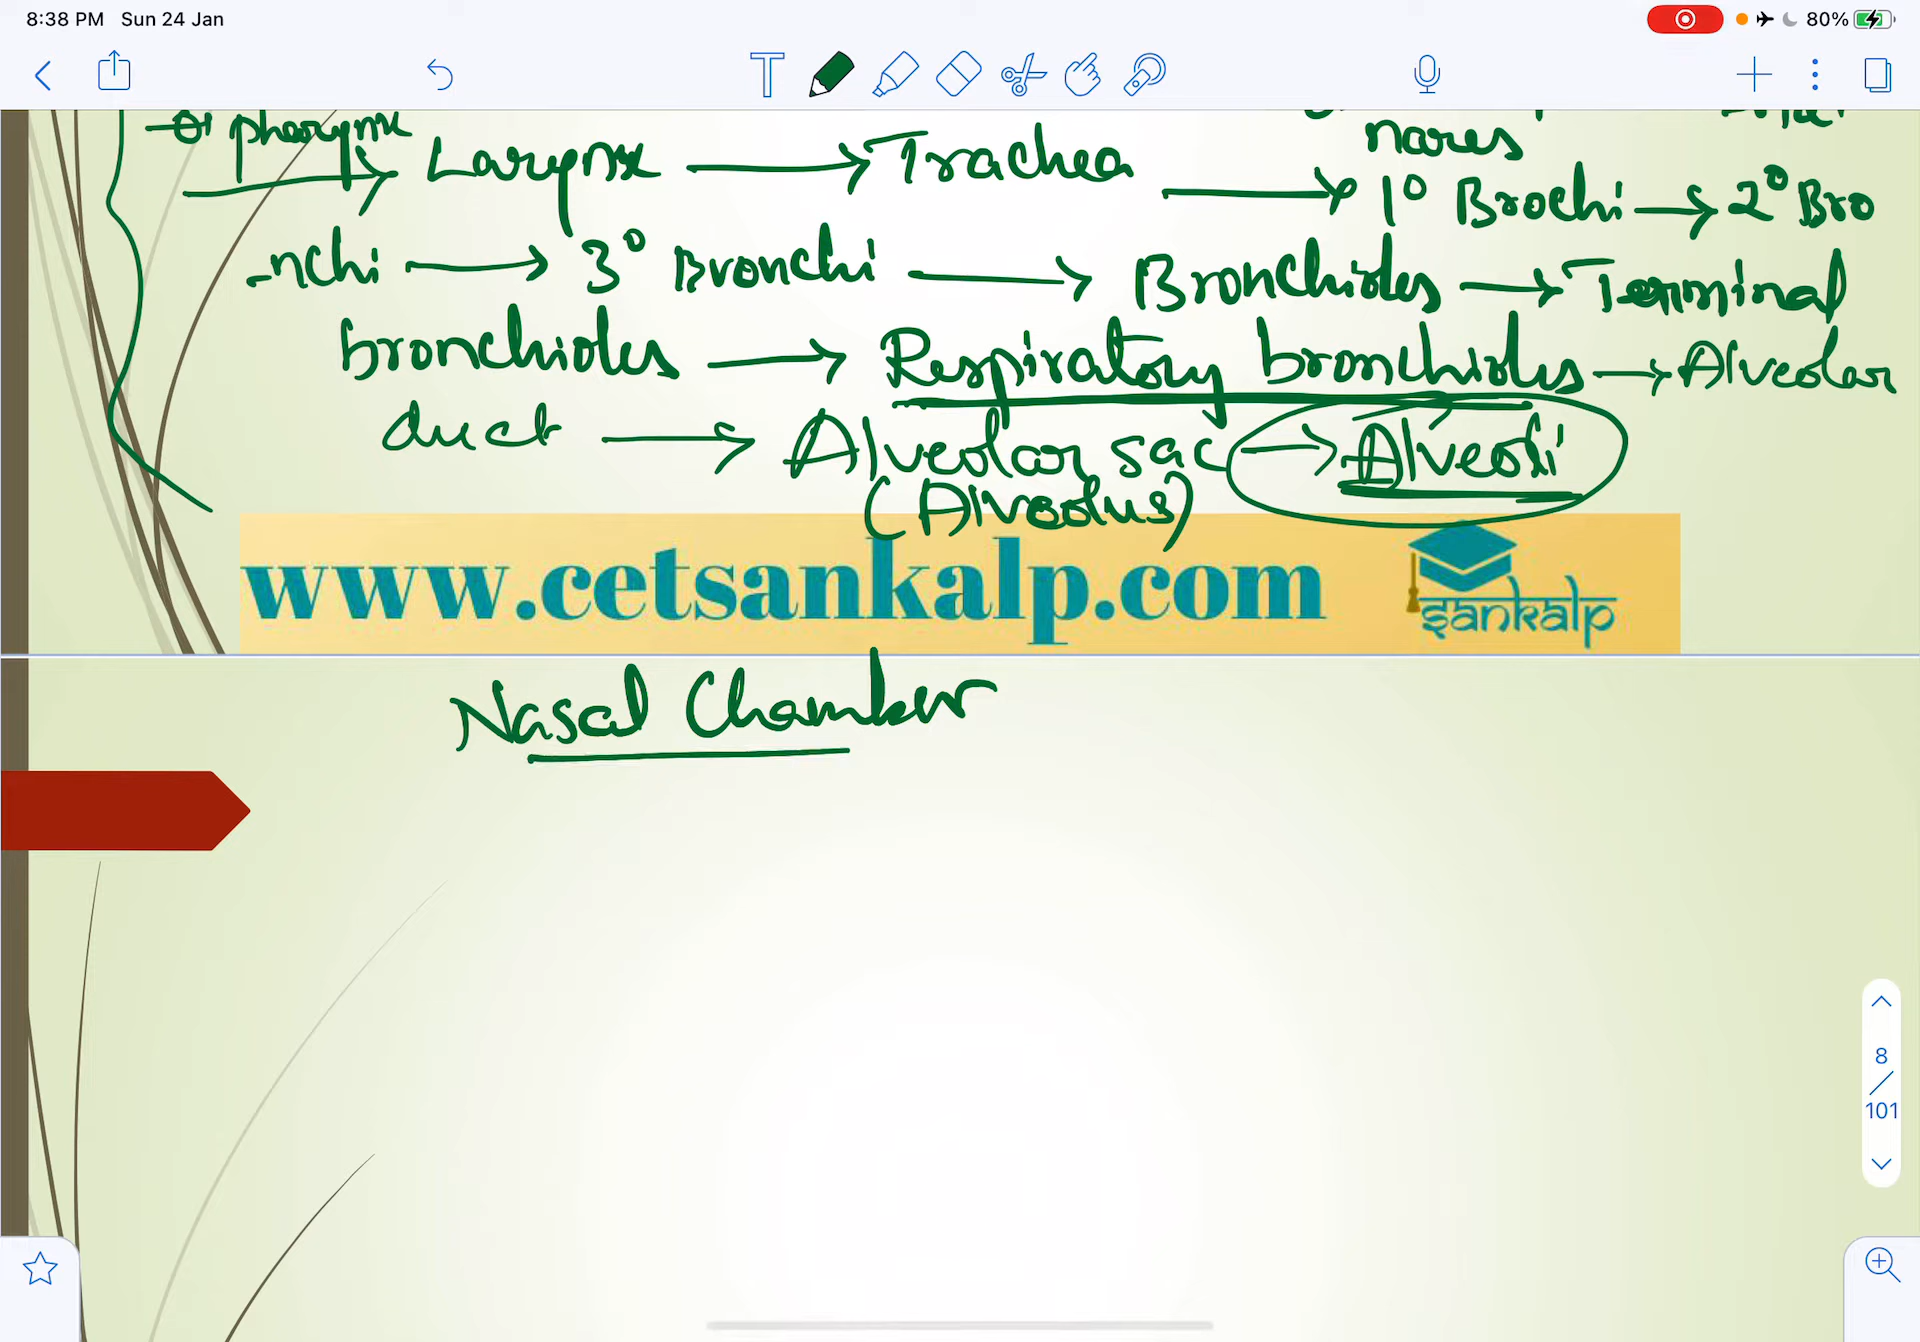 8:38 PM Sun 24 Jan
80%
pharynx
nares
Larynx → Trachea → 1° Brochi → 2° Bro
-nchi → 3° Bronchi → Bronchioles → Terminal
bronchioles → Respiratory bronchioles → Alveolar
duct → Alveolar sac → Alveoli
(Alveolus)
www.cetsankalp.com
sankalp
Nasal Chamber
8
101